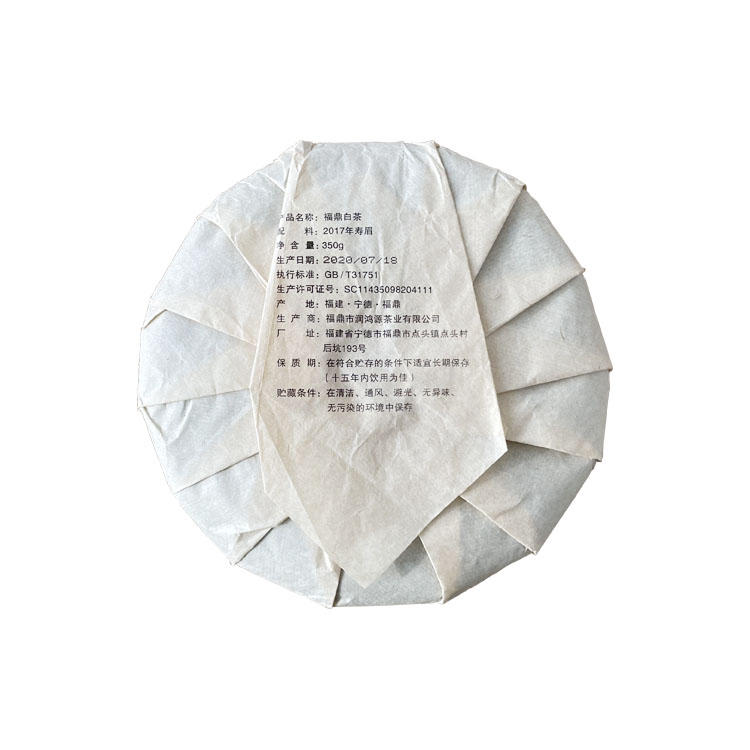 产品名称：福鼎白茶
配　　料：2017年寿眉
净 含 量：350g
生产日期：2020/07/18
执行标准：GB/T31751
生产许可证号：SC11435098204111
产　　地：福建·宁德·福鼎
生 产 商：福鼎市润鸿源茶业有限公司
厂　　址：福建省宁德市福鼎市点头镇点头村
后坑193号
保 质 期：在符合贮存的条件下适宜长期保存
（十五年内饮用为佳）
贮藏条件：在清洁、通风、避光、无异味、
无污染的环境中保存